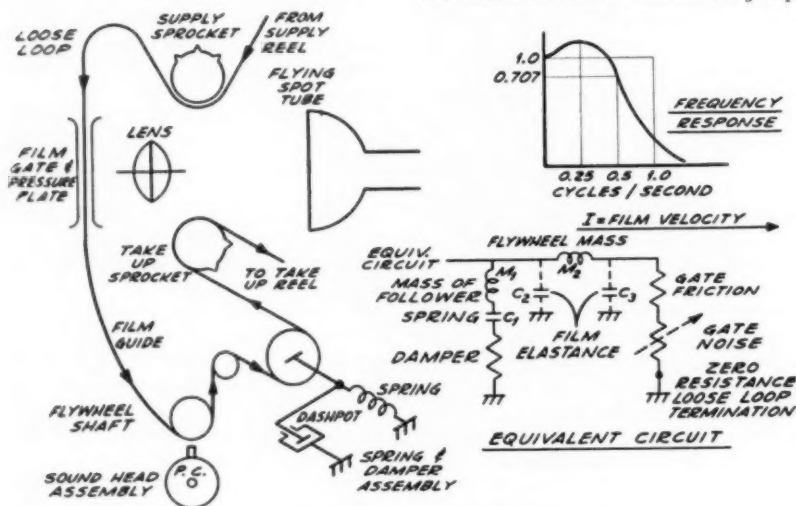 SUPPLY
SPROCKET
FROM
SUPPLY
REEL
LOOSE
LOOP
FLYING
SPOT
TUBE
LENS
FILM
GATE &
PRESSURE
PLATE
TAKE
UP
SPROCKET
TO TAKE
UP REEL
FILM
GUIDE
FLYWHEEL
SHAFT
SPRING
DASHPOT
SPRING &
DAMPER
ASSEMBLY
P.C.
SOUND HEAD
ASSEMBLY
1.0
0.707
FREQUENCY
RESPONSE
0.25 0.5 1.0
CYCLES / SECOND
I = FILM VELOCITY
EQUIV.
CIRCUIT
FLYWHEEL MASS
M1
M2
MASS OF
FOLLOWER
C2
C3
SPRING
C1
FILM
ELASTANCE
DAMPER
GATE
FRICTION
GATE
NOISE
ZERO
RESISTANCE
LOOSE LOOP
TERMINATION
EQUIVALENT CIRCUIT